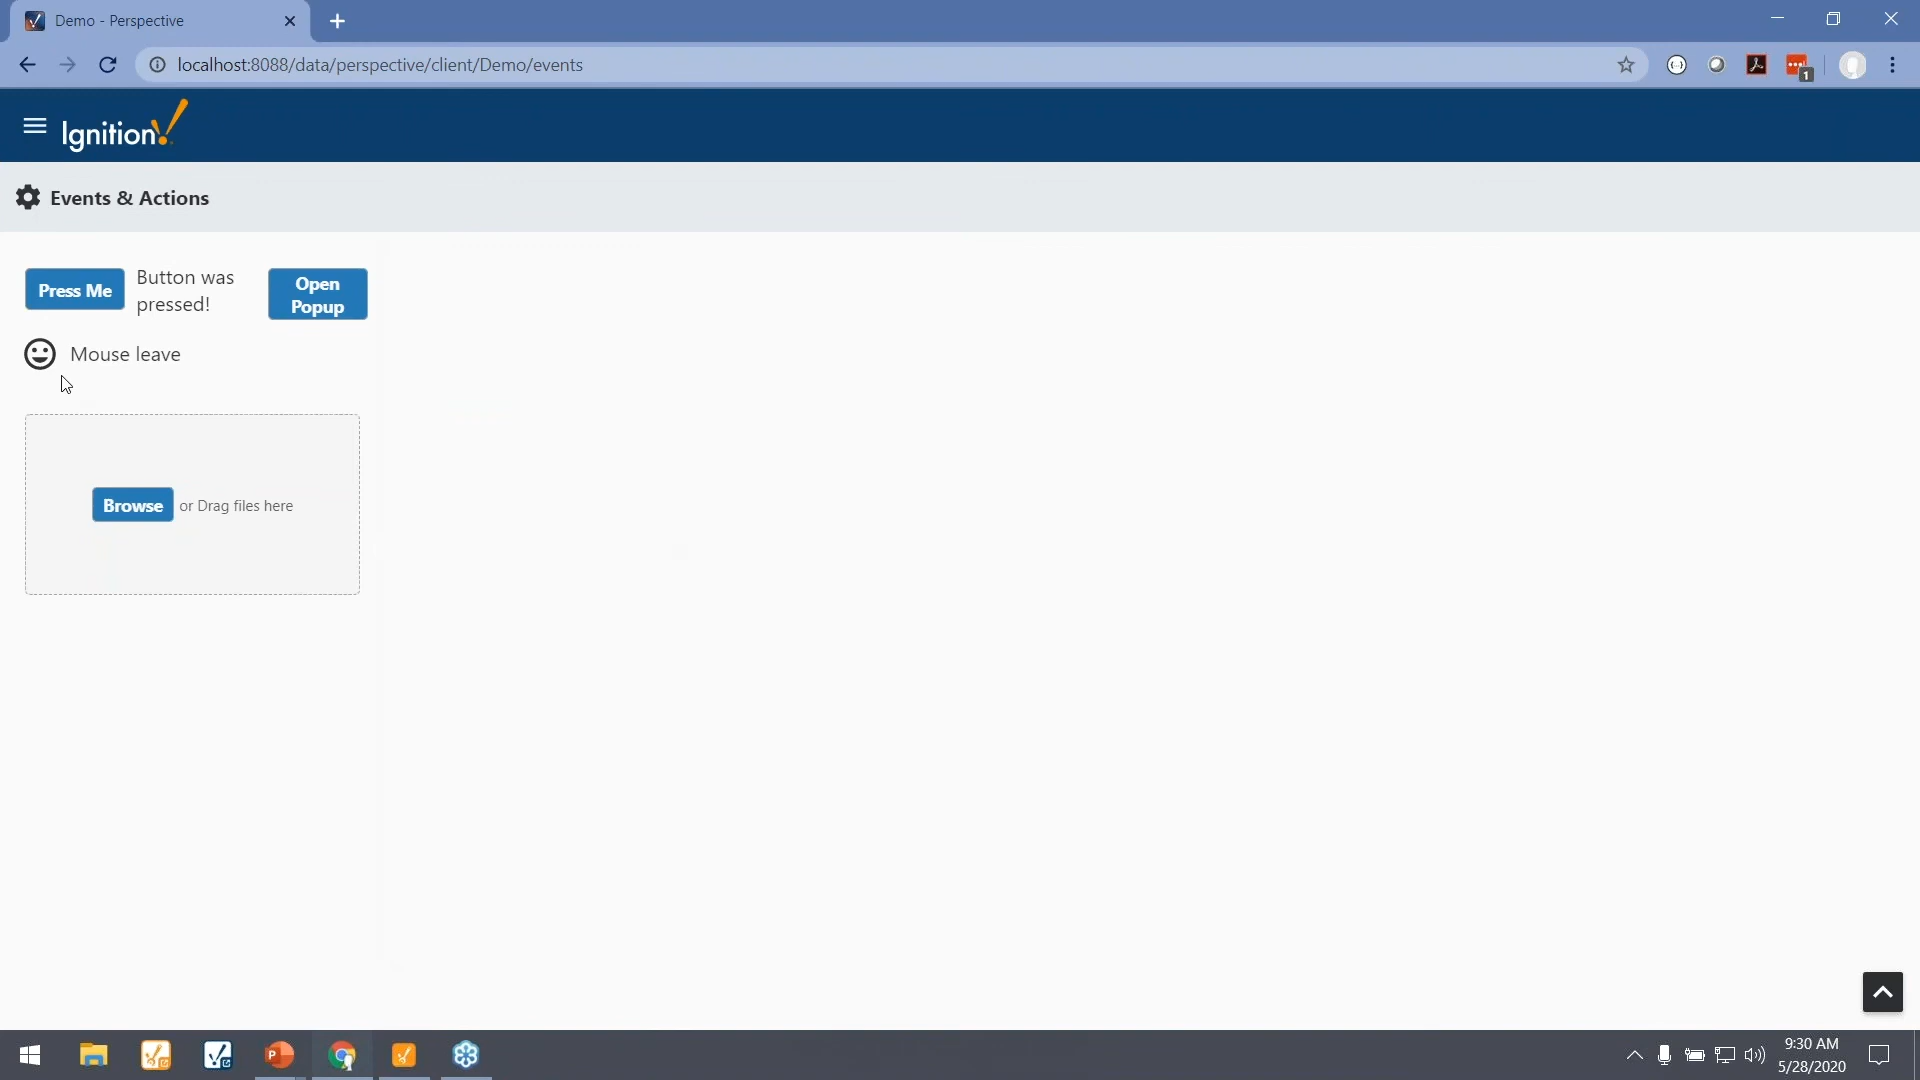 Demo - Perspective
localhost:8088/data/perspective/client/Demo/events
1
Ignition
Events & Actions
Press Me
Button was
pressed!
Open
Popup
Mouse leave
Browse or Drag files here
9:30 AM
5/28/2020